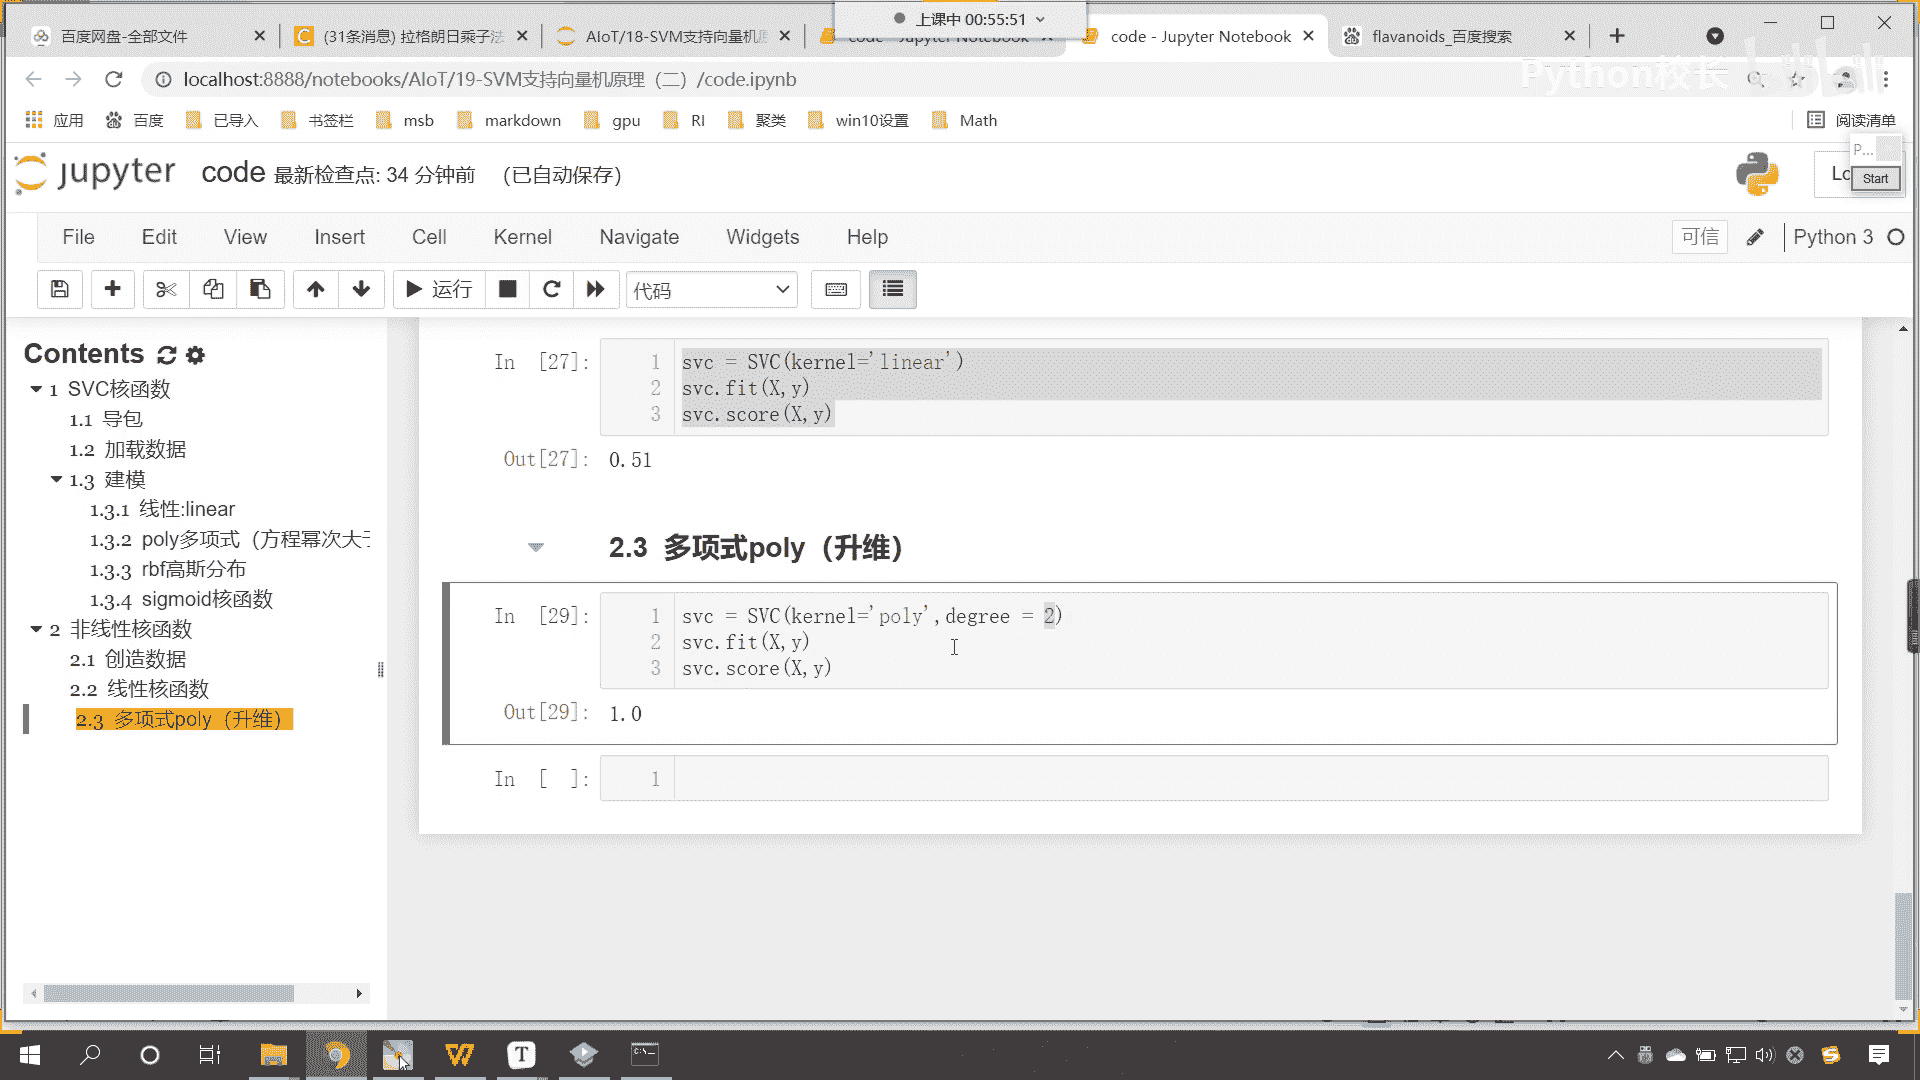 上课中 00:55:51
百度网盘-全部文件
(31条消息) 拉格朗日乘子法
AIoT/18-SVM支持向量机原
code - Jupyter Notebook
code - Jupyter Notebook
flavanoids_百度搜索
localhost:8888/notebooks/AIoT/19-SVM支持向量机原理（二）/code.ipynb
Python校长
应用
百度
已导入
书签栏
msb
markdown
gpu
RI
聚类
win10设置
Math
阅读清单
P...
Start
jupyter
code 最新检查点: 34 分钟前 (已自动保存)
Lo
File
Edit
View
Insert
Cell
Kernel
Navigate
Widgets
Help
可信
Python 3
运行
代码
Contents
1 SVC核函数
1.1 导包
1.2 加载数据
1.3 建模
1.3.1 线性:linear
1.3.2 poly多项式（方程幂次大于
1.3.3 rbf高斯分布
1.3.4 sigmoid核函数
2 非线性核函数
2.1 创造数据
2.2 线性核函数
2.3 多项式poly（升维）
In [27]:
1 svc = SVC(kernel='linear')
2 svc.fit(X,y)
3 svc.score(X,y)
Out[27]: 0.51
2.3 多项式poly（升维）
In [29]:
1 svc = SVC(kernel='poly',degree = 2)
2 svc.fit(X,y)
3 svc.score(X,y)
Out[29]: 1.0
In [ ]:
1